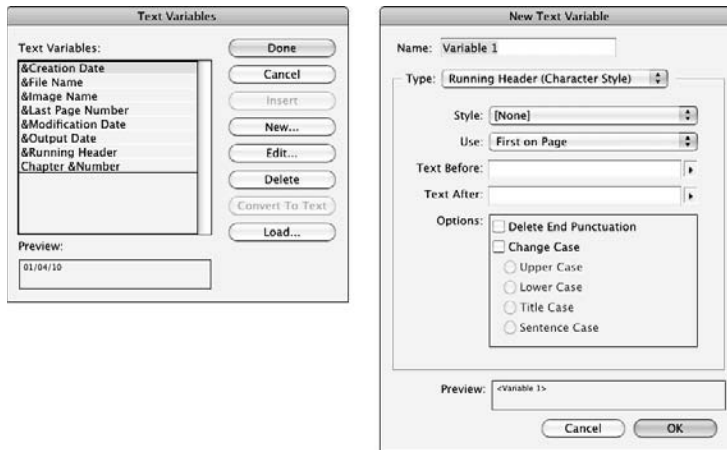 Text Variables
Text Variables:
&Creation Date
&File Name
&Image Name
&Last Page Number
&Modification Date
&Output Date
&Running Header
Chapter &Number
Preview:
01/04/10
Done
Cancel
Insert
New...
Edit...
Delete
Convert To Text
Load...
New Text Variable
Name: Variable 1
Type: Running Header (Character Style)
Style: [None]
Use: First on Page
Text Before:
Text After:
Options: Delete End Punctuation
Change Case
Upper Case
Lower Case
Title Case
Sentence Case
Preview: <Variable 1>
Cancel OK